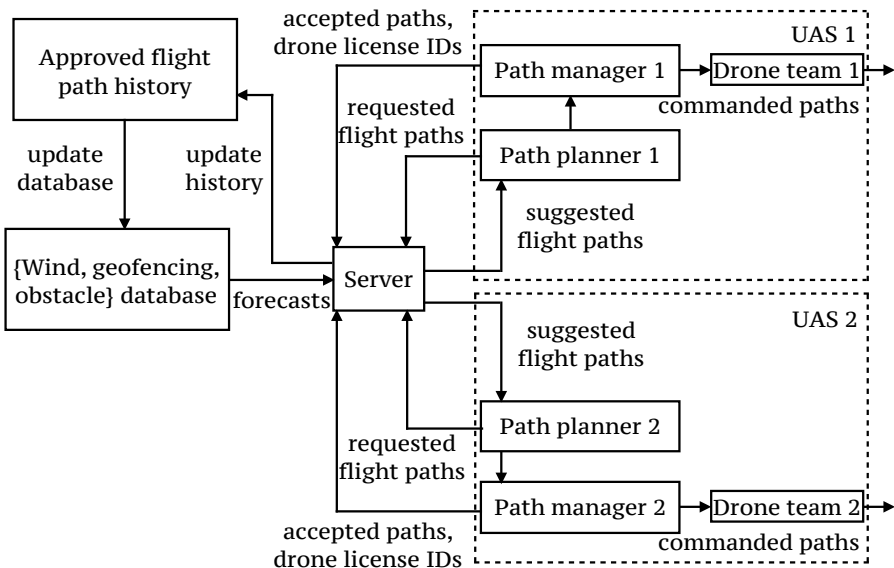 accepted paths,
drone license IDs
UAS 1
Approved flight
path history
Path manager 1
Drone team 1
commanded paths
requested
flight paths
Path planner 1
update
database
update
history
suggested
flight paths
{Wind, geofencing,
obstacle} database
forecasts
Server
UAS 2
suggested
flight paths
Path planner 2
requested
flight paths
Path manager 2
Drone team 2
commanded paths
accepted paths,
drone license IDs